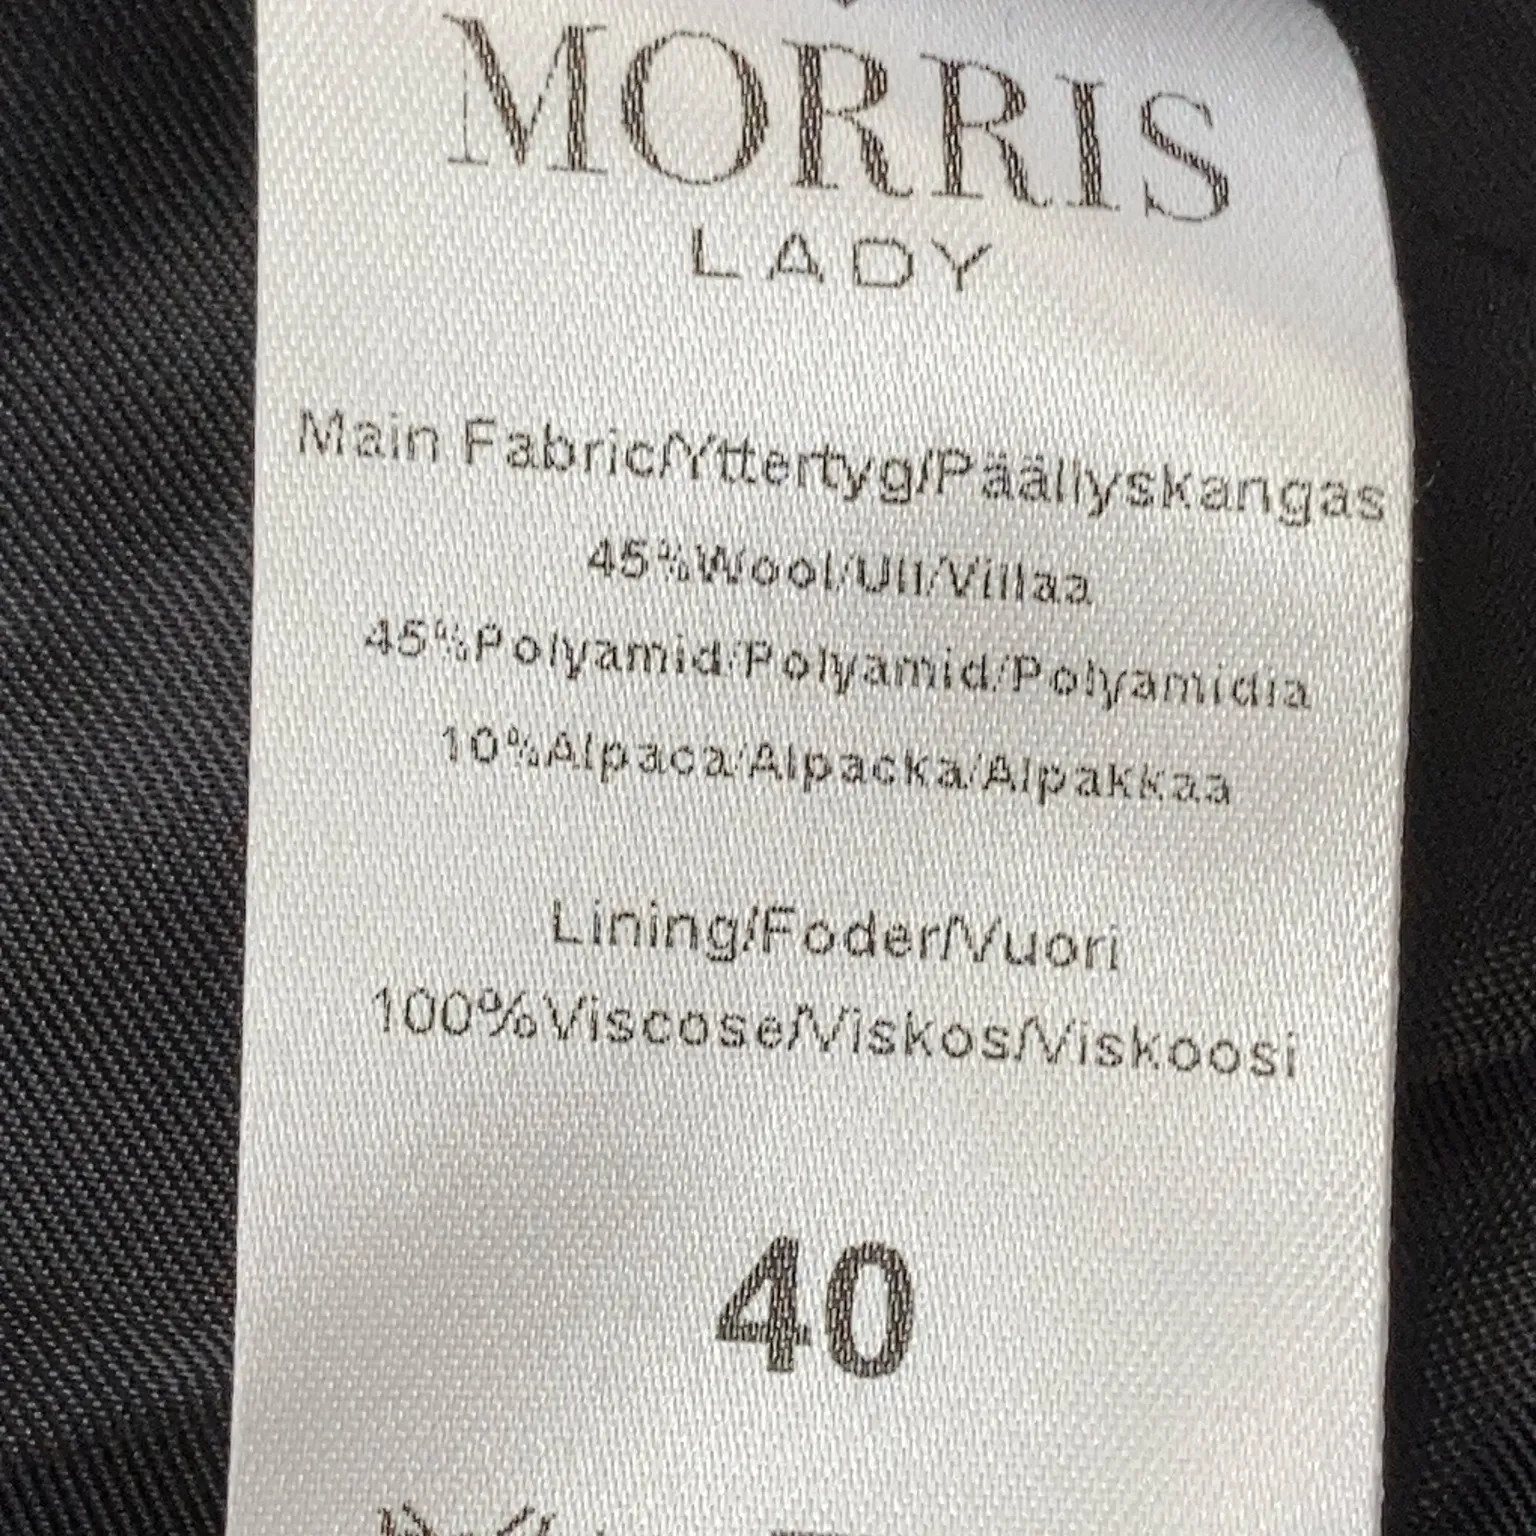 MORRIS
LADY
Main Fabric/Yttertyg/Päällyskangas
45%Wool/Ull/Villaa
45%Polyamid/Polyamid/Polyamidia
10%Alpaca/Alpacka/Alpakkaa
Lining/Foder/Vuori
100%Viscose/Viskos/Viskoosi
40